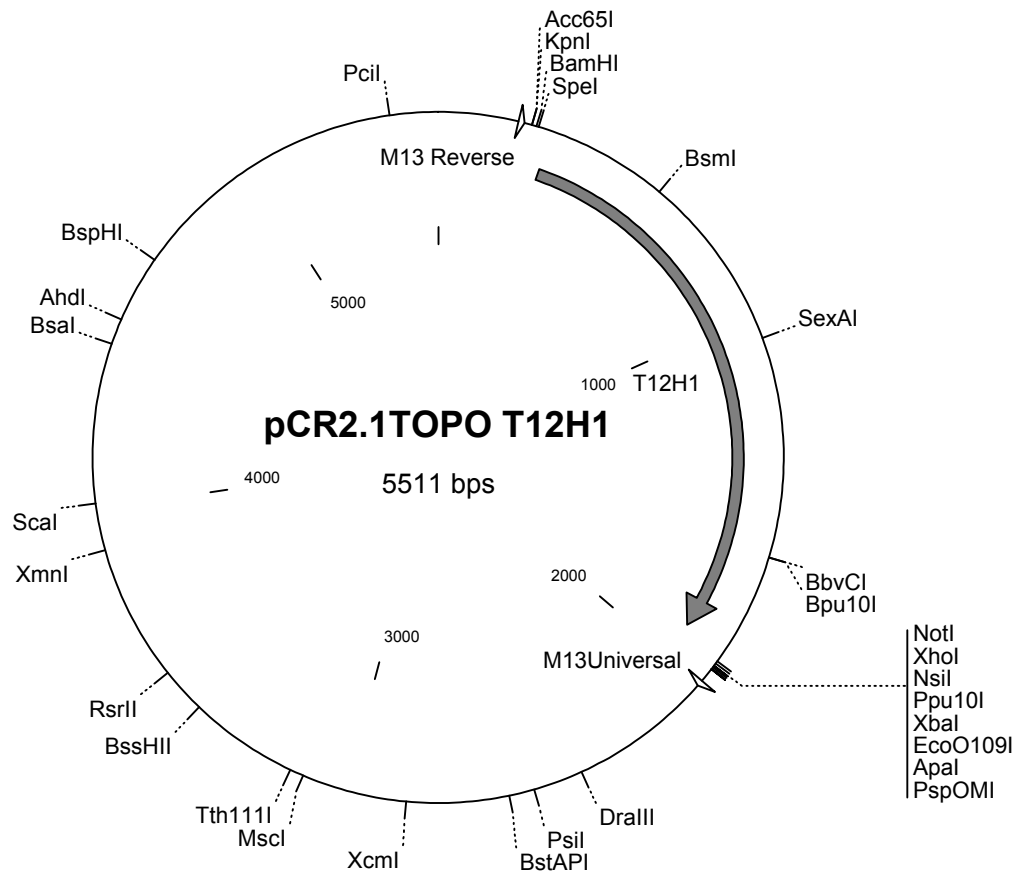 Acc65I
KpnI
BamHI
SpeI
PciI
M13 Reverse
BsmI
BspHI
AhdI
BsaI
5000
SexAI
1000
T12H1
pCR2.1TOPO T12H1
5511 bps
4000
ScaI
XmnI
2000
BbvCI
Bpu10I
3000
M13Universal
NotI
XhoI
NsiI
Ppu10I
XbaI
EcoO109I
ApaI
PspOMI
RsrII
BssHII
Tth111I
MscI
XcmI
BstAPI
PsiI
DraIII